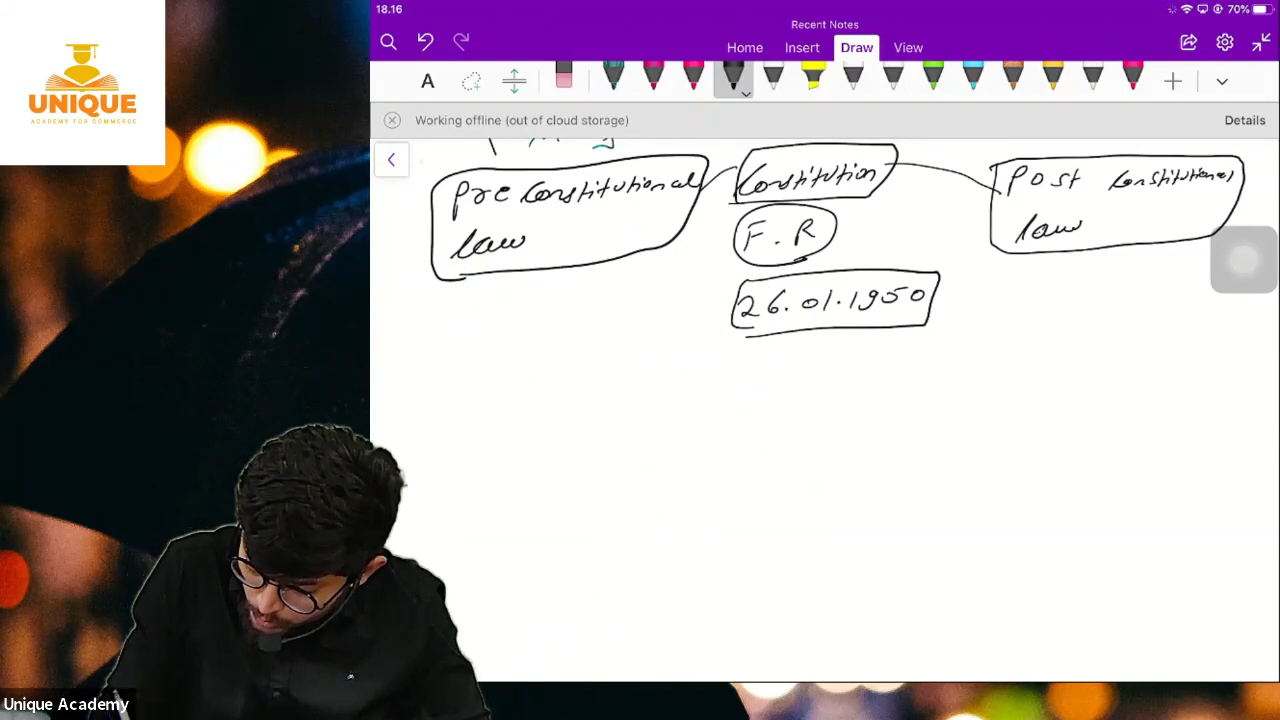 UNIQUE
ACADEMY FOR COMMERCE
18.16
70%
Recent Notes
Home Insert Draw View
A
Working offline (out of cloud storage)
Details
Pre Constitutional
law
Constitution
F.R
26.01.1950
Post Constitutional
law
Unique Academy